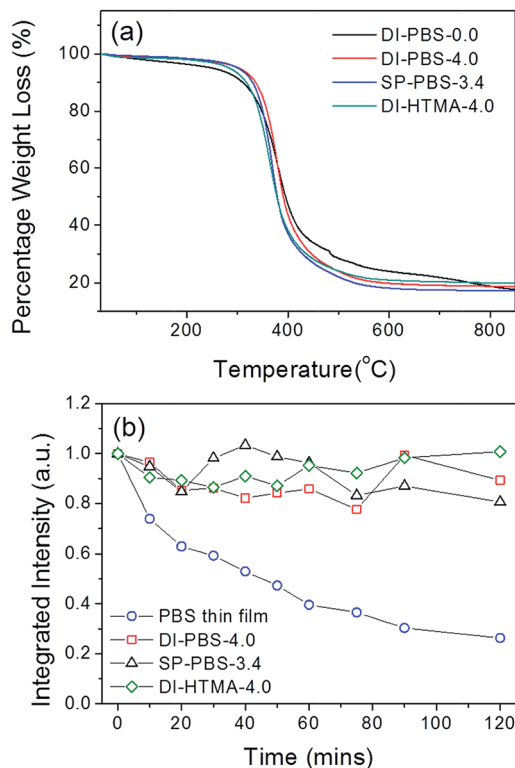 (a)
DI-PBS-0.0
DI-PBS-4.0
SP-PBS-3.4
DI-HTMA-4.0
Percentage Weight Loss (%)
100
80
60
40
20
200 400 600 800
Temperature(°C)
(b)
Integrated Intensity (a.u.)
1.2
1.0
0.8
0.6
0.4
0.2
0.0
PBS thin film
DI-PBS-4.0
SP-PBS-3.4
DI-HTMA-4.0
0 20 40 60 80 100 120
Time (mins)